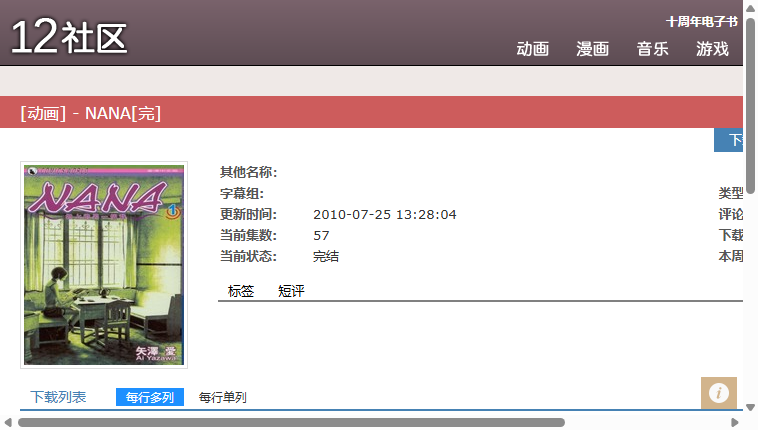 十周年电子书
12社区
动画 漫画 音乐 游戏
[动画] - NANA[完]
NANA 1
矢澤 愛
Ai Yazawa
其他名称:
字幕组:
类型
更新时间: 2010-07-25 13:28:04
评论
当前集数: 57
下载
当前状态: 完结
本周
标签 短评
下载列表 每行多列 每行单列